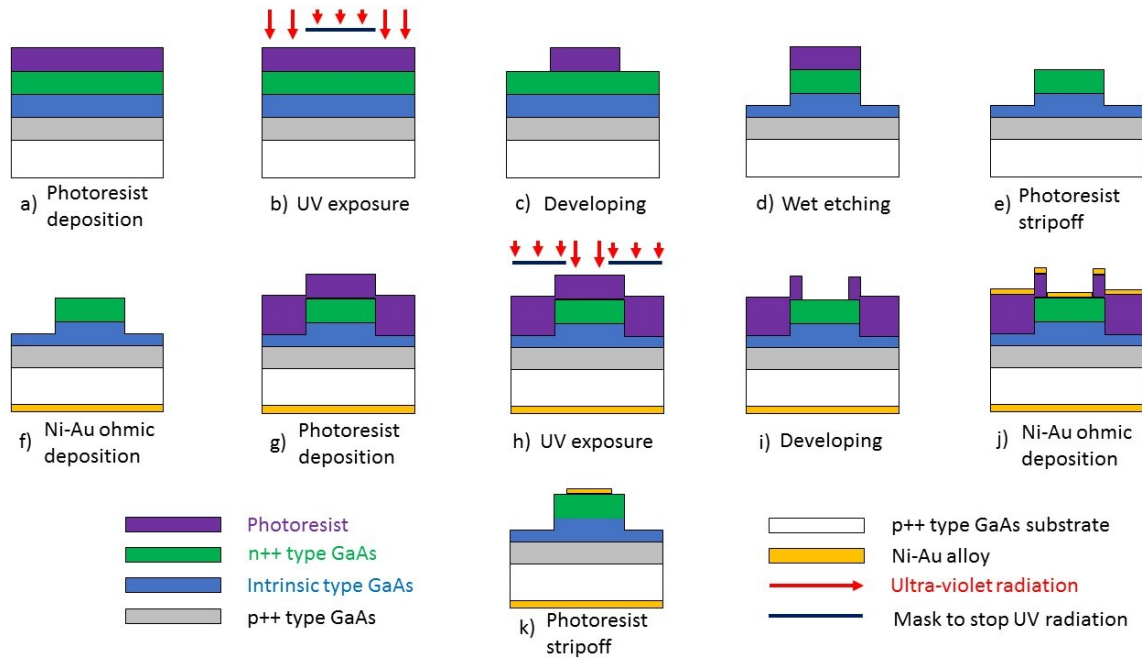 a) Photoresist
deposition
b) UV exposure
c) Developing
d) Wet etching
e) Photoresist
stripoff
f) Ni-Au ohmic
deposition
g) Photoresist
deposition
h) UV exposure
i) Developing
j) Ni-Au ohmic
deposition
k) Photoresist
stripoff
Photoresist
n++ type GaAs
Intrinsic type GaAs
p++ type GaAs
p++ type GaAs substrate
Ni-Au alloy
Ultra-violet radiation
Mask to stop UV radiation